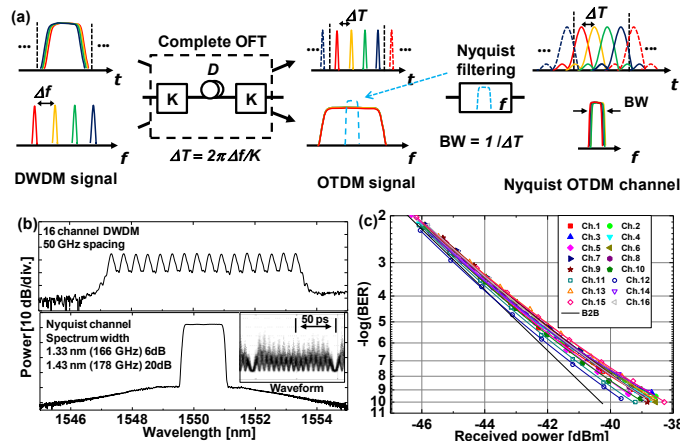 (a)
Complete OFT
D
K
K
ΔT = 2πΔf/K
Δf
t
f
DWDM signal
ΔT
t
f
OTDM signal
Nyquist
filtering
f
BW = 1 /ΔT
ΔT
t
BW
f
Nyquist OTDM channel
(b)
16 channel DWDM
50 GHz spacing
Power [10 dB/div.]
Nyquist channel
Spectrum width
1.33 nm (166 GHz) 6dB
1.43 nm (178 GHz) 20dB
50 ps
Waveform
1546 1548 1550 1552 1554
Wavelength [nm]
(c)
-log(BER)
2
3
4
5
6
7
8
9
10
Ch.1 Ch.2
Ch.3 Ch.4
Ch.5 Ch.6
Ch.7 Ch.8
Ch.9 Ch.10
Ch.11 Ch.12
Ch.13 Ch.14
Ch.15 Ch.16
B2B
-46 -44 -42 -40 -38
Received power [dBm]